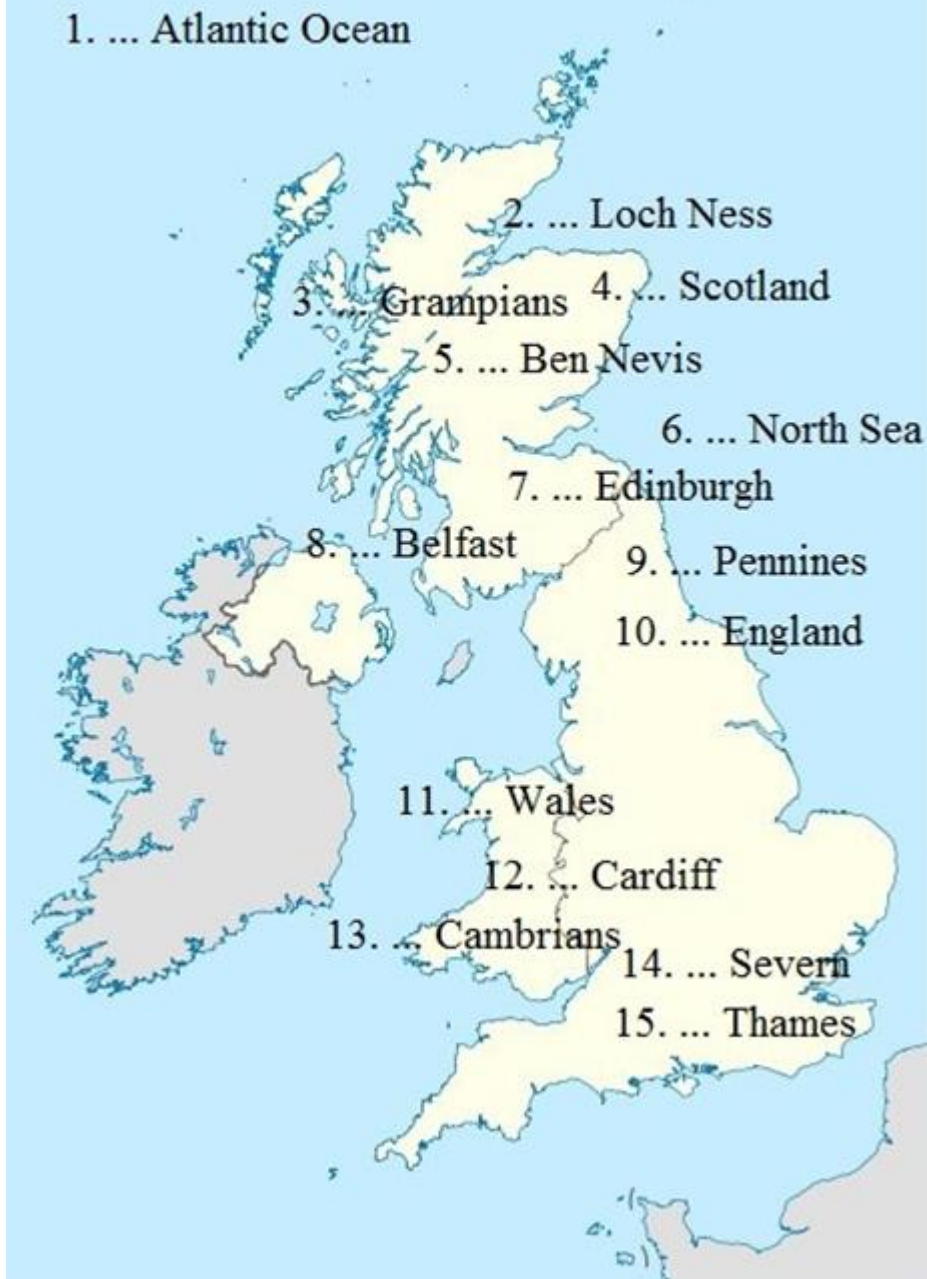 1. ... Atlantic Ocean
2. ... Loch Ness
3. ... Grampians
4. ... Scotland
5. ... Ben Nevis
6. ... North Sea
7. ... Edinburgh
8. ... Belfast
9. ... Pennines
10. ... England
11. ... Wales
12. ... Cardiff
13. ... Cambrians
14. ... Severn
15. ... Thames